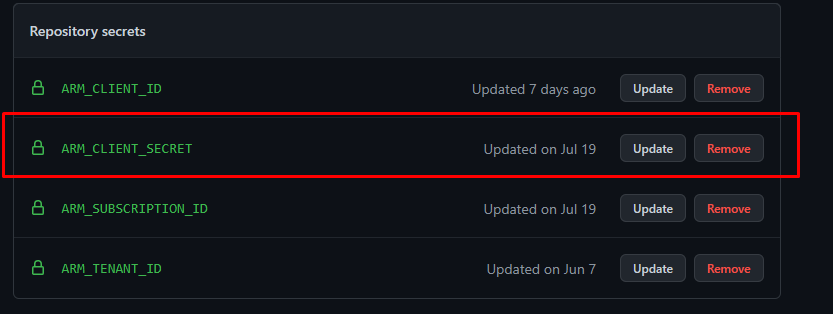 Repository secrets
ARM_CLIENT_ID Updated 7 days ago Update Remove
ARM_CLIENT_SECRET Updated on Jul 19 Update Remove
ARM_SUBSCRIPTION_ID Updated on Jul 19 Update Remove
ARM_TENANT_ID Updated on Jun 7 Update Remove